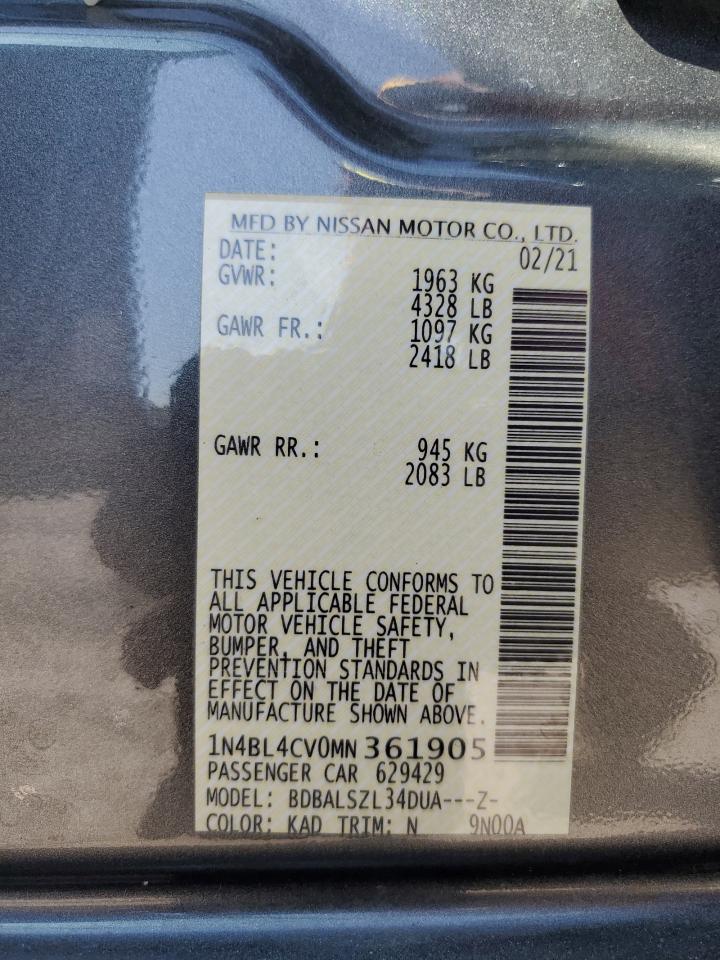 MFD BY NISSAN MOTOR CO., LTD.
DATE: 02/21
GVWR: 1963 KG
4328 LB
GAWR FR.: 1097 KG
2418 LB
GAWR RR.: 945 KG
2083 LB
THIS VEHICLE CONFORMS TO
ALL APPLICABLE FEDERAL
MOTOR VEHICLE SAFETY,
BUMPER, AND THEFT
PREVENTION STANDARDS IN
EFFECT ON THE DATE OF
MANUFACTURE SHOWN ABOVE.
1N4BL4CV0MN 361905
PASSENGER CAR 629429
MODEL: BDBALSZL34DUA---Z-
COLOR: KAD TRIM: N 9N00A